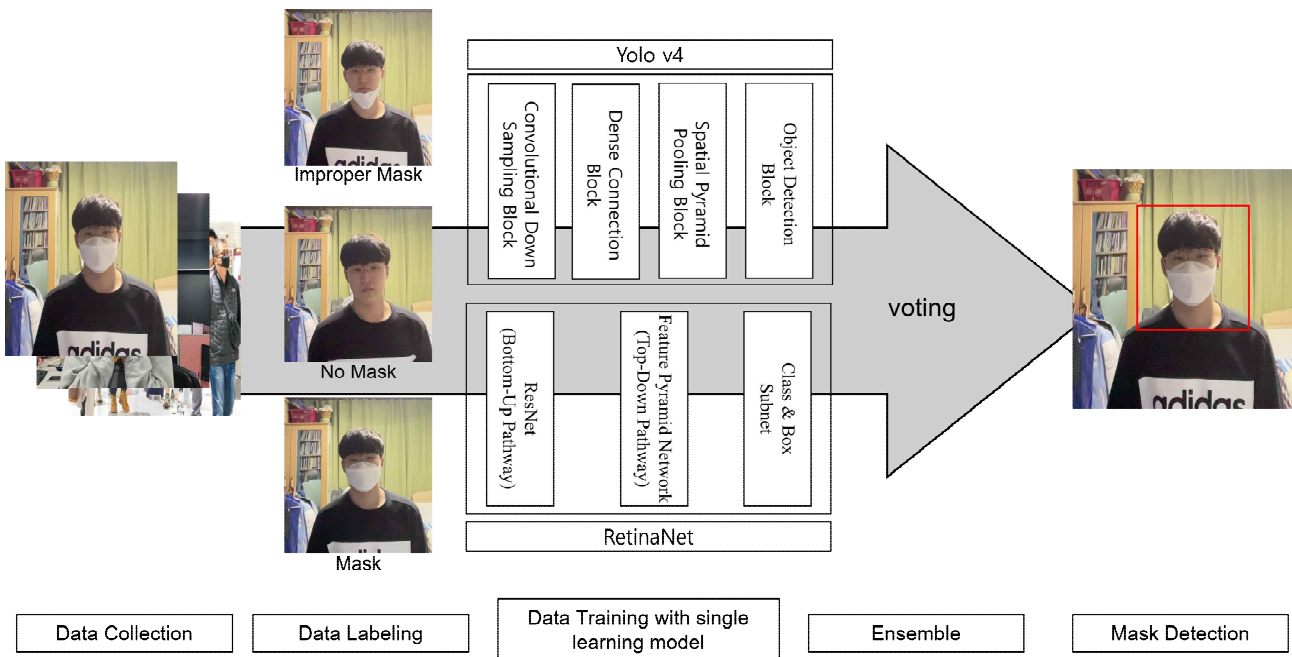 Yolo v4
Convolutional Down
Sampling Block
Dense Connection
Block
Spatial Pyramid
Pooling Block
Object Detection
Block
adidas
Improper Mask
adidas
No Mask
voting
adidas
ResNet
(Bottom-Up Pathway)
Feature Pyramid Network
(Top-Down Pathway)
Class & Box
Subnet
RetinaNet
Mask
Data Collection
Data Labeling
Data Training with single
learning model
Ensemble
Mask Detection